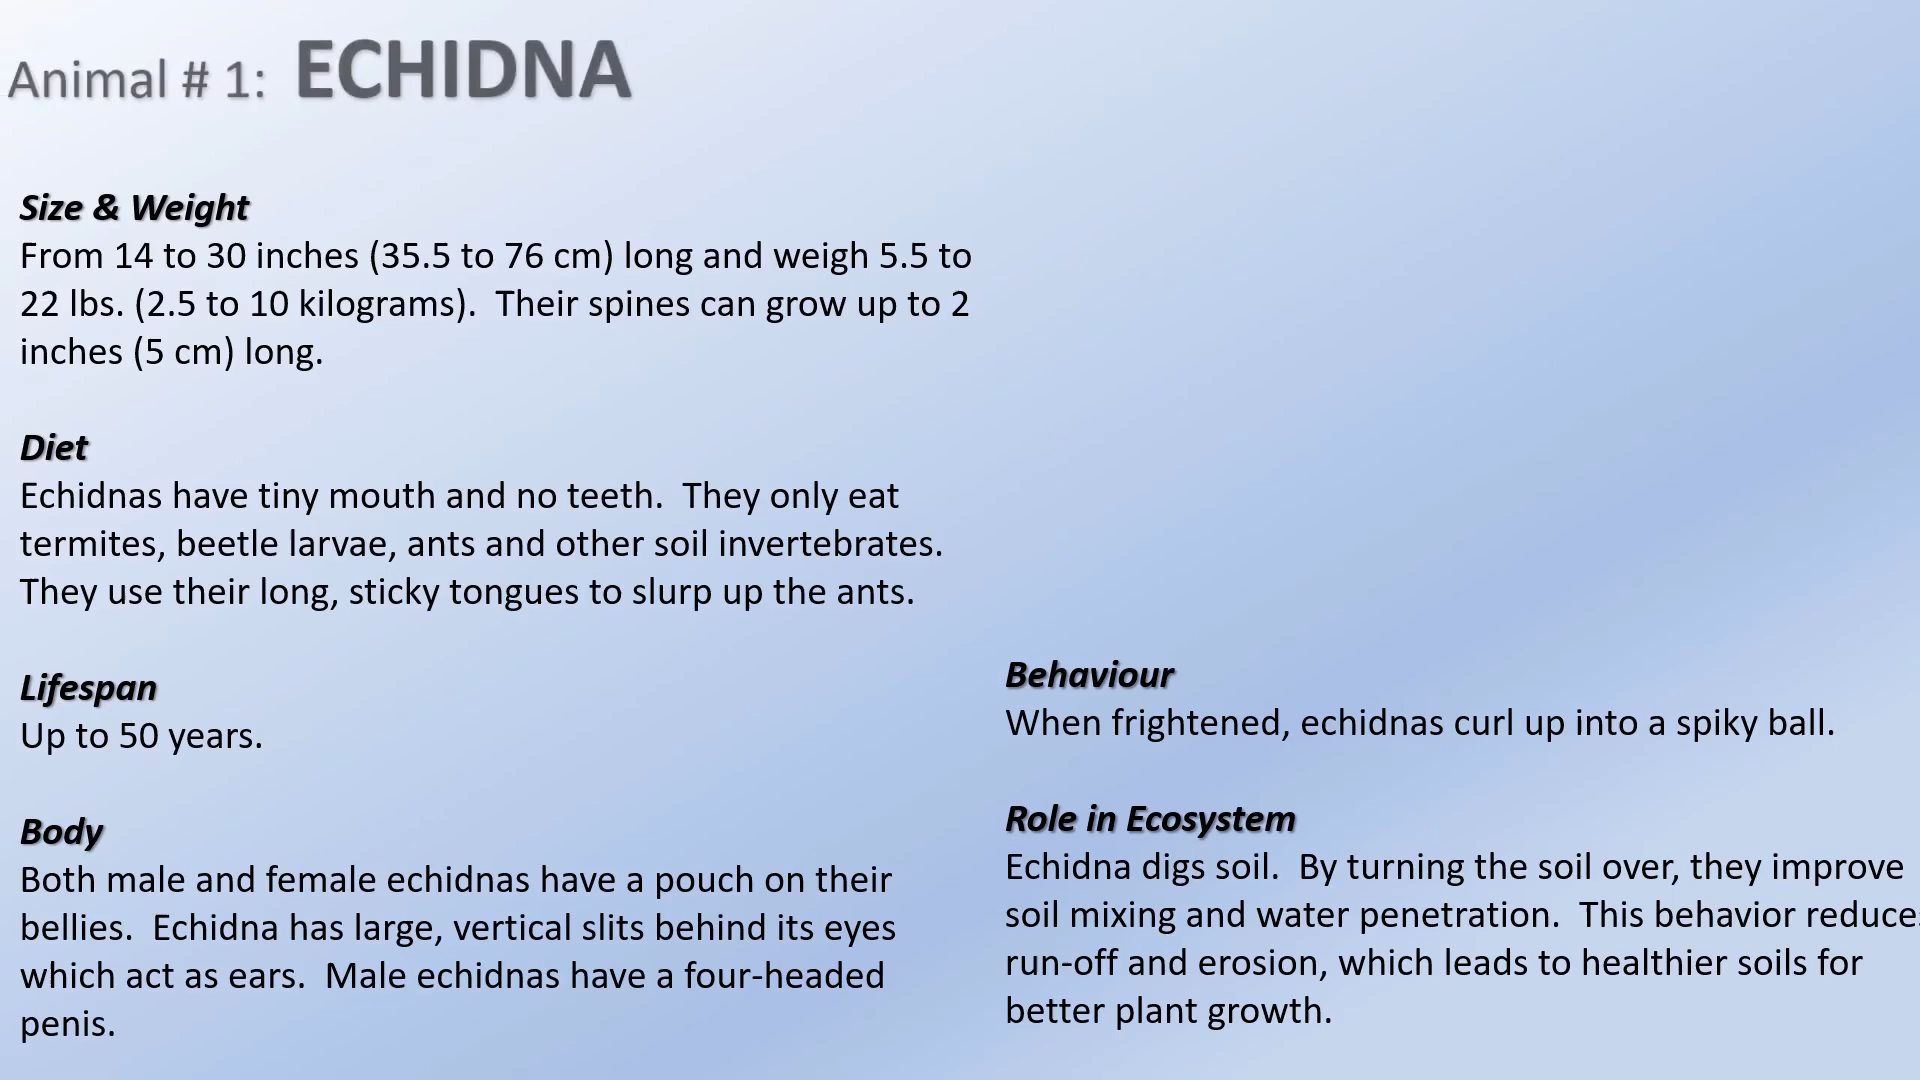 Animal # 1: ECHIDNA
Size & Weight
From 14 to 30 inches (35.5 to 76 cm) long and weigh 5.5 to
22 lbs. (2.5 to 10 kilograms).  Their spines can grow up to 2
inches (5 cm) long.
Diet
Echidnas have tiny mouth and no teeth.  They only eat
termites, beetle larvae, ants and other soil invertebrates.
They use their long, sticky tongues to slurp up the ants.
Lifespan
Up to 50 years.
Body
Both male and female echidnas have a pouch on their
bellies.  Echidna has large, vertical slits behind its eyes
which act as ears.  Male echidnas have a four-headed
penis.
Behaviour
When frightened, echidnas curl up into a spiky ball.
Role in Ecosystem
Echidna digs soil.  By turning the soil over, they improve
soil mixing and water penetration.  This behavior reduces
run-off and erosion, which leads to healthier soils for
better plant growth.